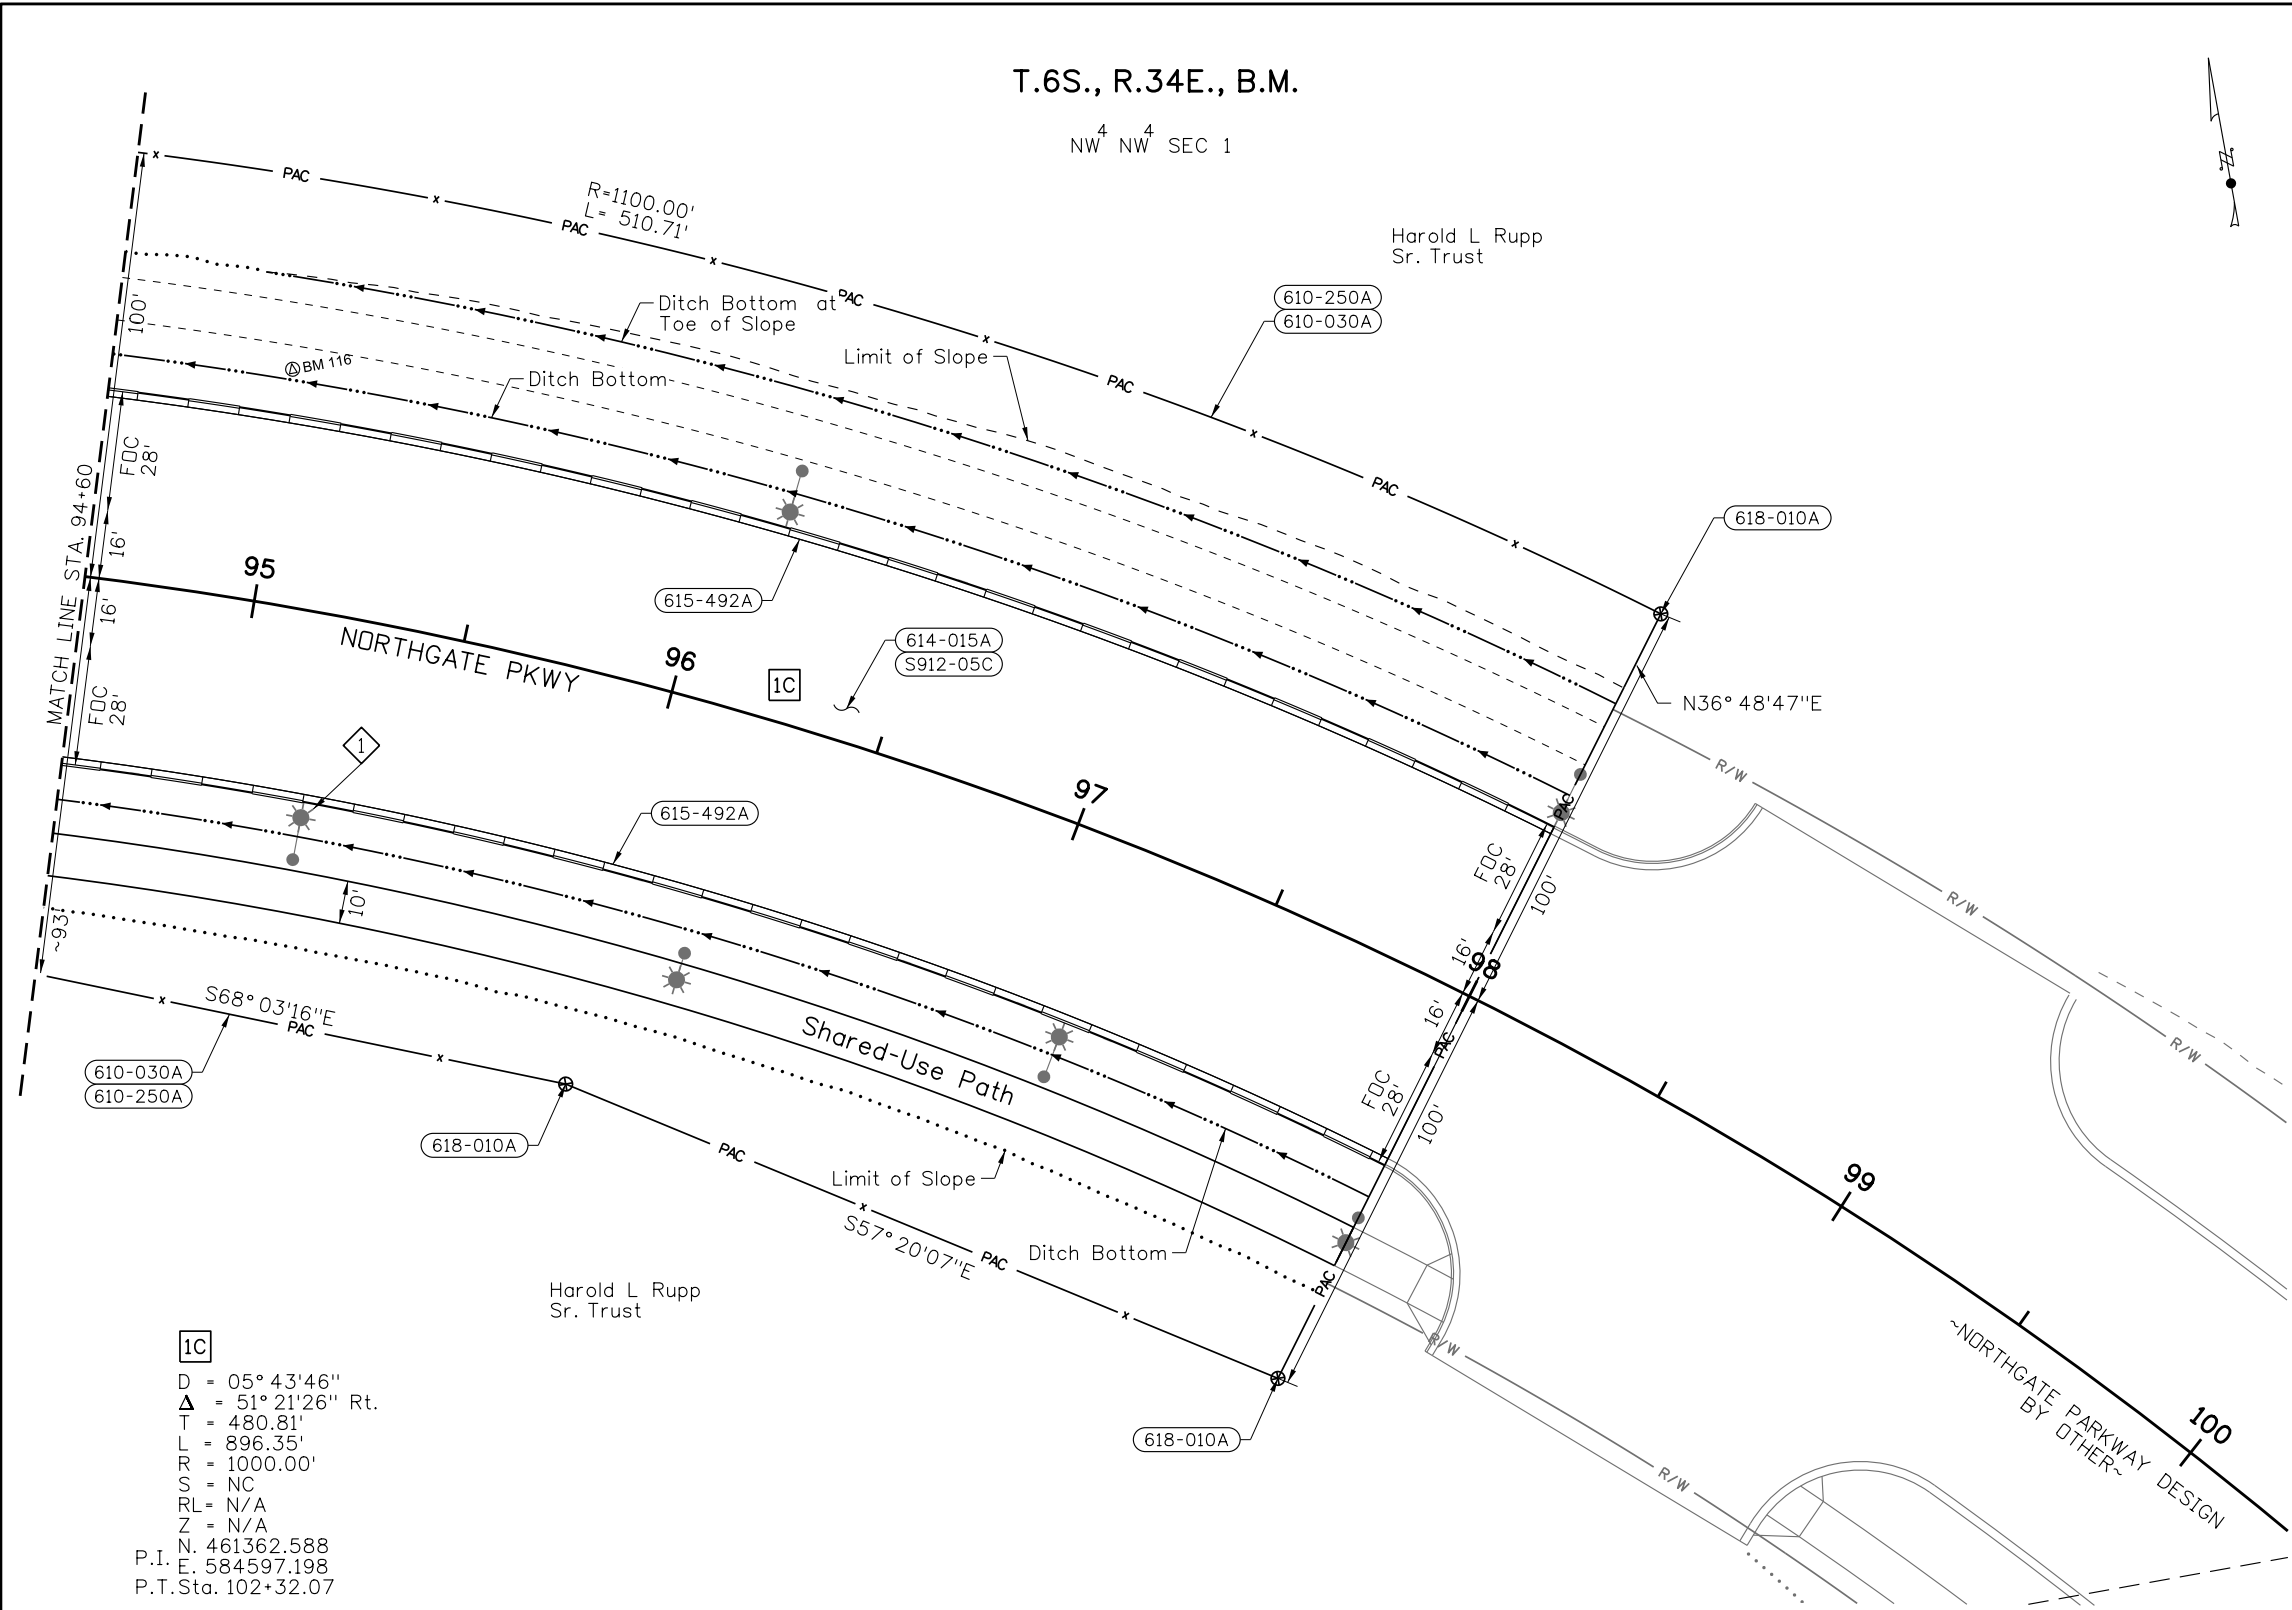 T.6S., R.34E., B.M.
NW4 NW4 SEC 1
N
PAC
R=1100.00'
L= 510.71'
PAC
PAC
PAC
PAC
Harold L Rupp
Sr. Trust
610-250A
610-030A
Ditch Bottom at
Toe of Slope
Limit of Slope
BM 116
Ditch Bottom
100'
FOC
28'
16'
16'
FOC
28'
~93'
MATCH LINE STA. 94+60
618-010A
N36°48'47"E
95
NORTHGATE PKWY
96
615-492A
614-015A
S912-05C
1C
1
615-492A
97
PAC
FOC
28'
100'
16'
98
16'
PAC
FOC
28'
100'
R/W
R/W
R/W
10'
S68°03'16"E
PAC
610-030A
610-250A
618-010A
Shared-Use Path
PAC
Limit of Slope
S57°20'07"E
PAC
Ditch Bottom
PAC
R/W
R/W
99
100
~NORTHGATE PARKWAY DESIGN
BY OTHER~
618-010A
Harold L Rupp
Sr. Trust
1C
D = 05°43'46"
Δ = 51°21'26" Rt.
T = 480.81'
L = 896.35'
R = 1000.00'
S = NC
RL= N/A
Z = N/A
P.I. N. 461362.588
E. 584597.198
P.T.Sta. 102+32.07